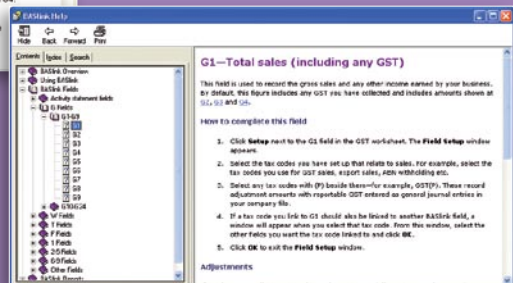 BASlink Help
Hide Back Forward Print
Contents Index Search
BASlink Overview
Using BASlink
BASlink Fields
Activity statement fields
G Fields
G1-G9
G1
G2
G3
G4
G5
G6
G7
G8
G9
G10-G24
W Fields
T Fields
F Fields
1 Fields
2-5 Fields
6-9 Fields
Other Fields
BASlink Reports
G1—Total sales (including any GST)
This field is used to record the gross sales and any other income earned by your business.
By default, this figure includes any GST you have collected and includes amounts shown at
G2, G3 and G4.
How to complete this field
1. Click Setup next to the G1 field in the GST worksheet. The Field Setup window
appears.
2. Select the tax codes you have set up that relate to sales. For example, select the
tax codes you use for GST sales, export sales, ABN withholding etc.
3. Select any tax codes with (P) beside them—for example, GST(P). These record
adjustment amounts with reportable GST entered as general journal entries in
your company file.
4. If a tax code you link to G1 should also be linked to another BASlink field, a
window will appear when you select that tax code. From this window, select the
other fields you want the tax code linked to and click OK.
5. Click OK to exit the Field Setup window.
Adjustments